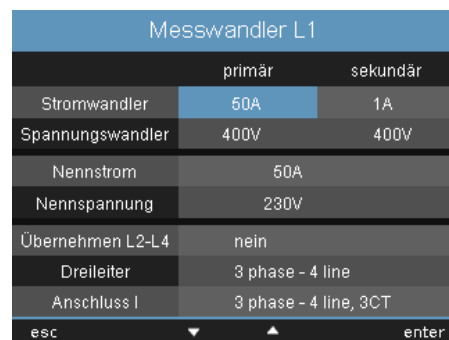 Messwandler L1
primär sekundär
Stromwandler 50A 1A
Spannungswandler 400V 400V
Nennstrom 50A
Nennspannung 230V
Übernehmen L2-L4 nein
Dreileiter 3 phase - 4 line
Anschluss I 3 phase - 4 line, 3CT
esc enter